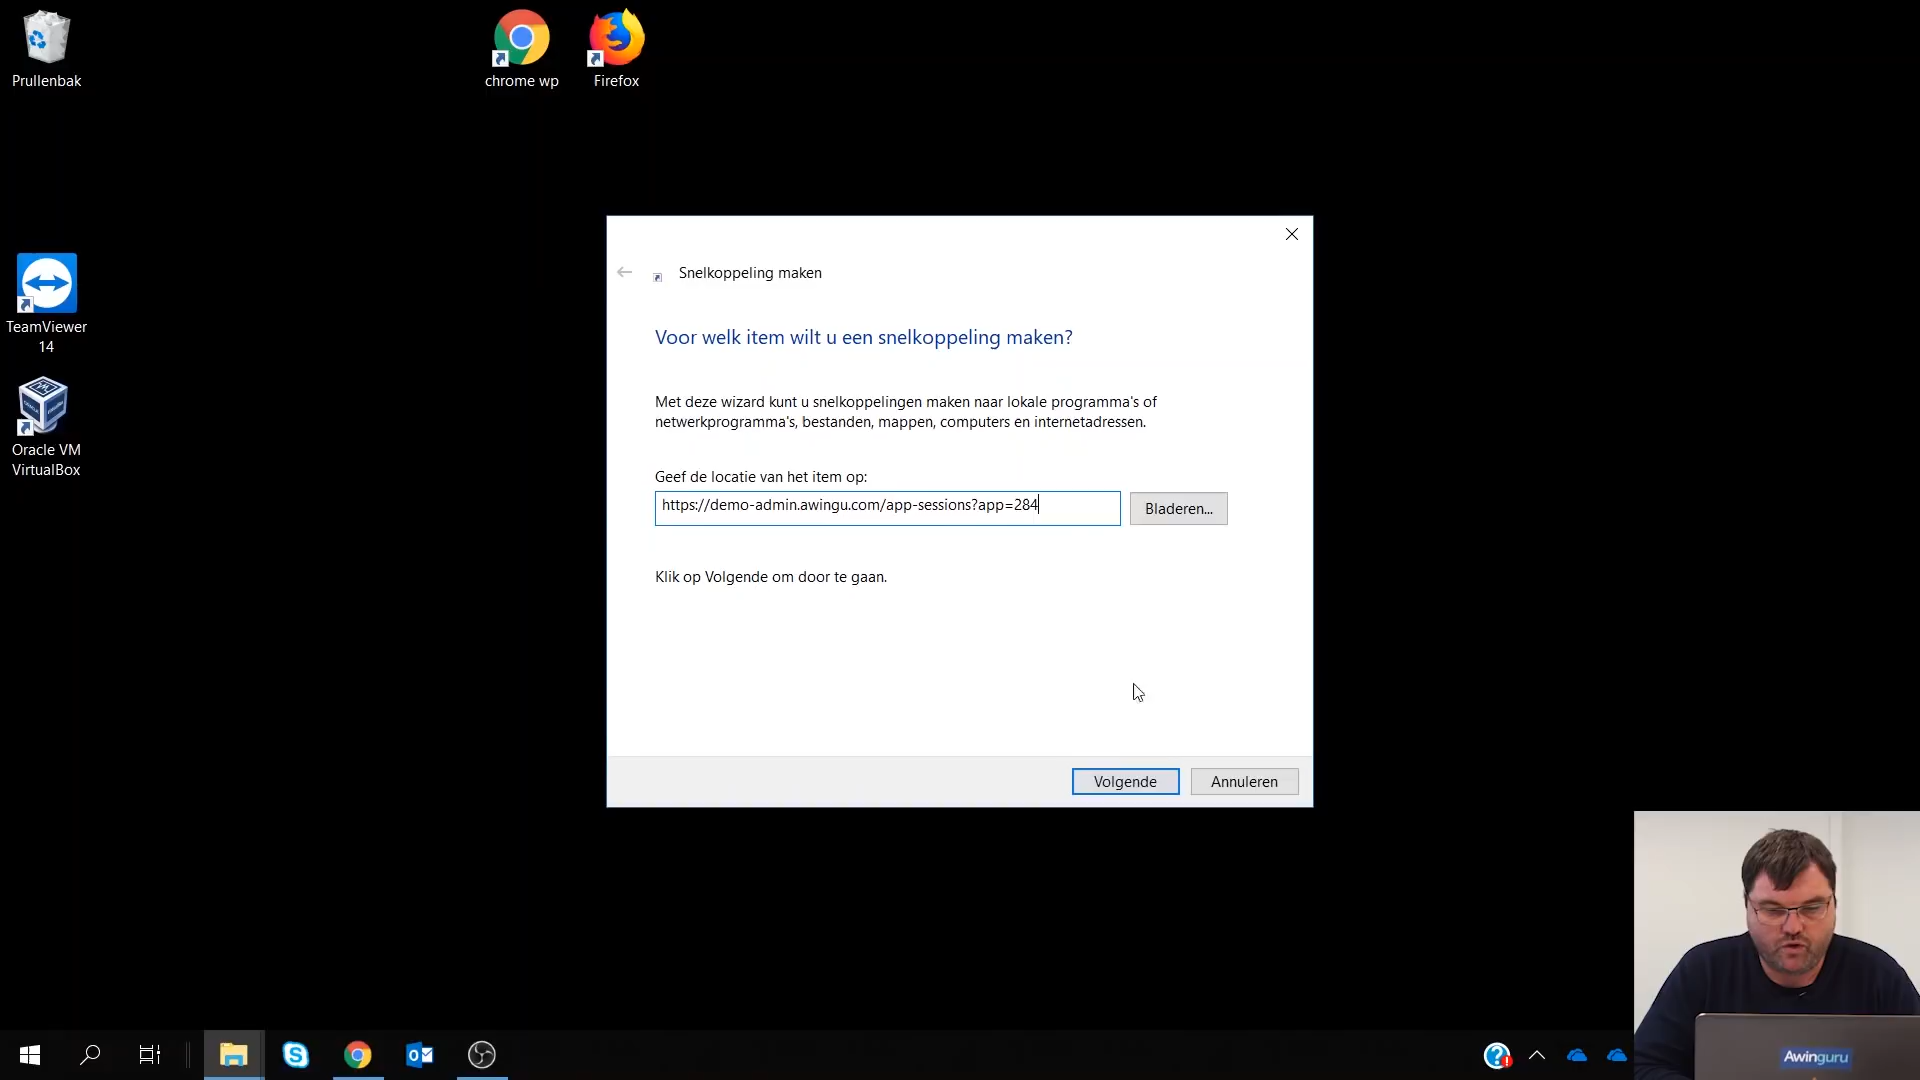 Prullenbak
chrome wp
Firefox
TeamViewer
14
Oracle VM
VirtualBox
Snelkoppeling maken
Voor welk item wilt u een snelkoppeling maken?
Met deze wizard kunt u snelkoppelingen maken naar lokale programma's of
netwerkprogramma's, bestanden, mappen, computers en internetadressen.
Geef de locatie van het item op:
https://demo-admin.awingu.com/app-sessions?app=284
Bladeren...
Klik op Volgende om door te gaan.
Volgende
Annuleren
Awinguru